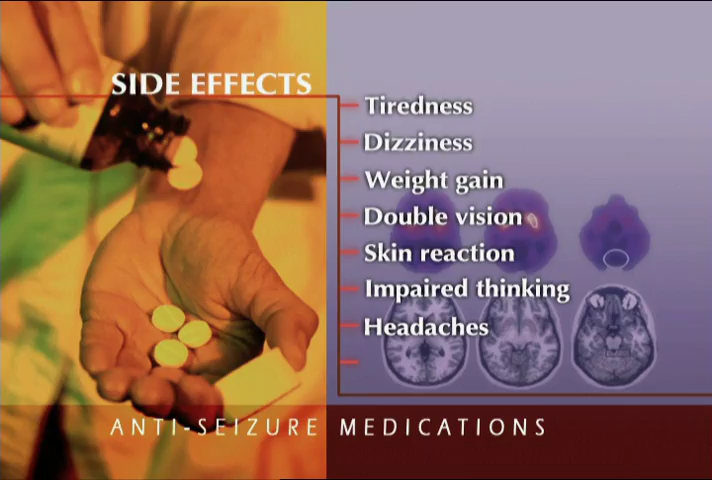 SIDE EFFECTS
Tiredness
Dizziness
Weight gain
Double vision
Skin reaction
Impaired thinking
Headaches
ANTI-SEIZURE MEDICATIONS